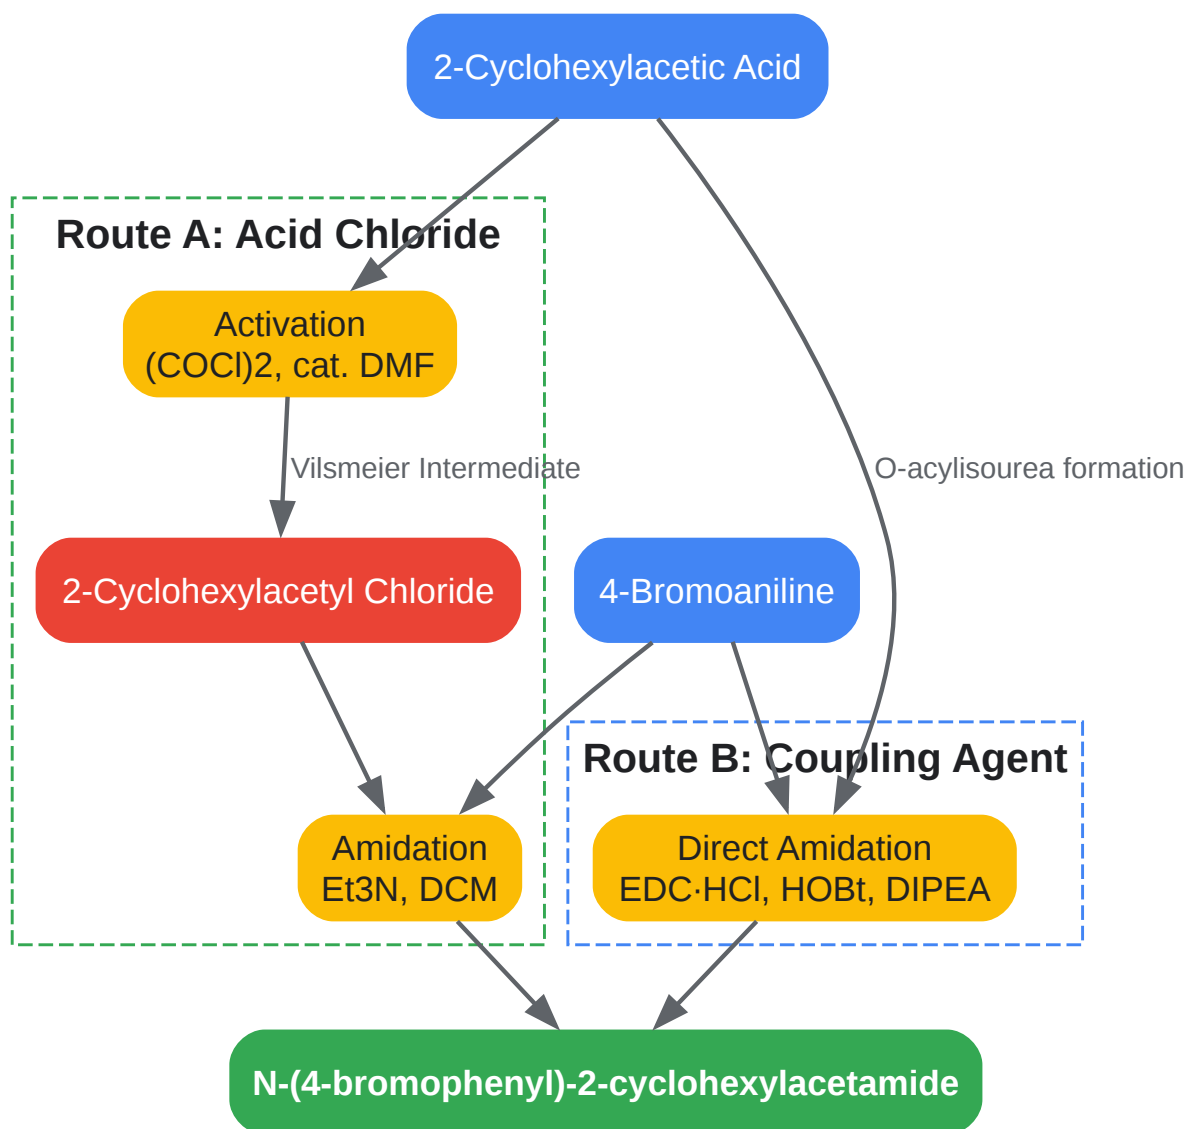 2-Cyclohexylacetic Acid
Route A: Acid Chloride
Activation
(COCl)2, cat. DMF
Vilsmeier Intermediate
O-acylisourea formation
2-Cyclohexylacetyl Chloride
4-Bromoaniline
Route B: Coupling Agent
Amidation
Et3N, DCM
Direct Amidation
EDC·HCl, HOBt, DIPEA
N-(4-bromophenyl)-2-cyclohexylacetamide